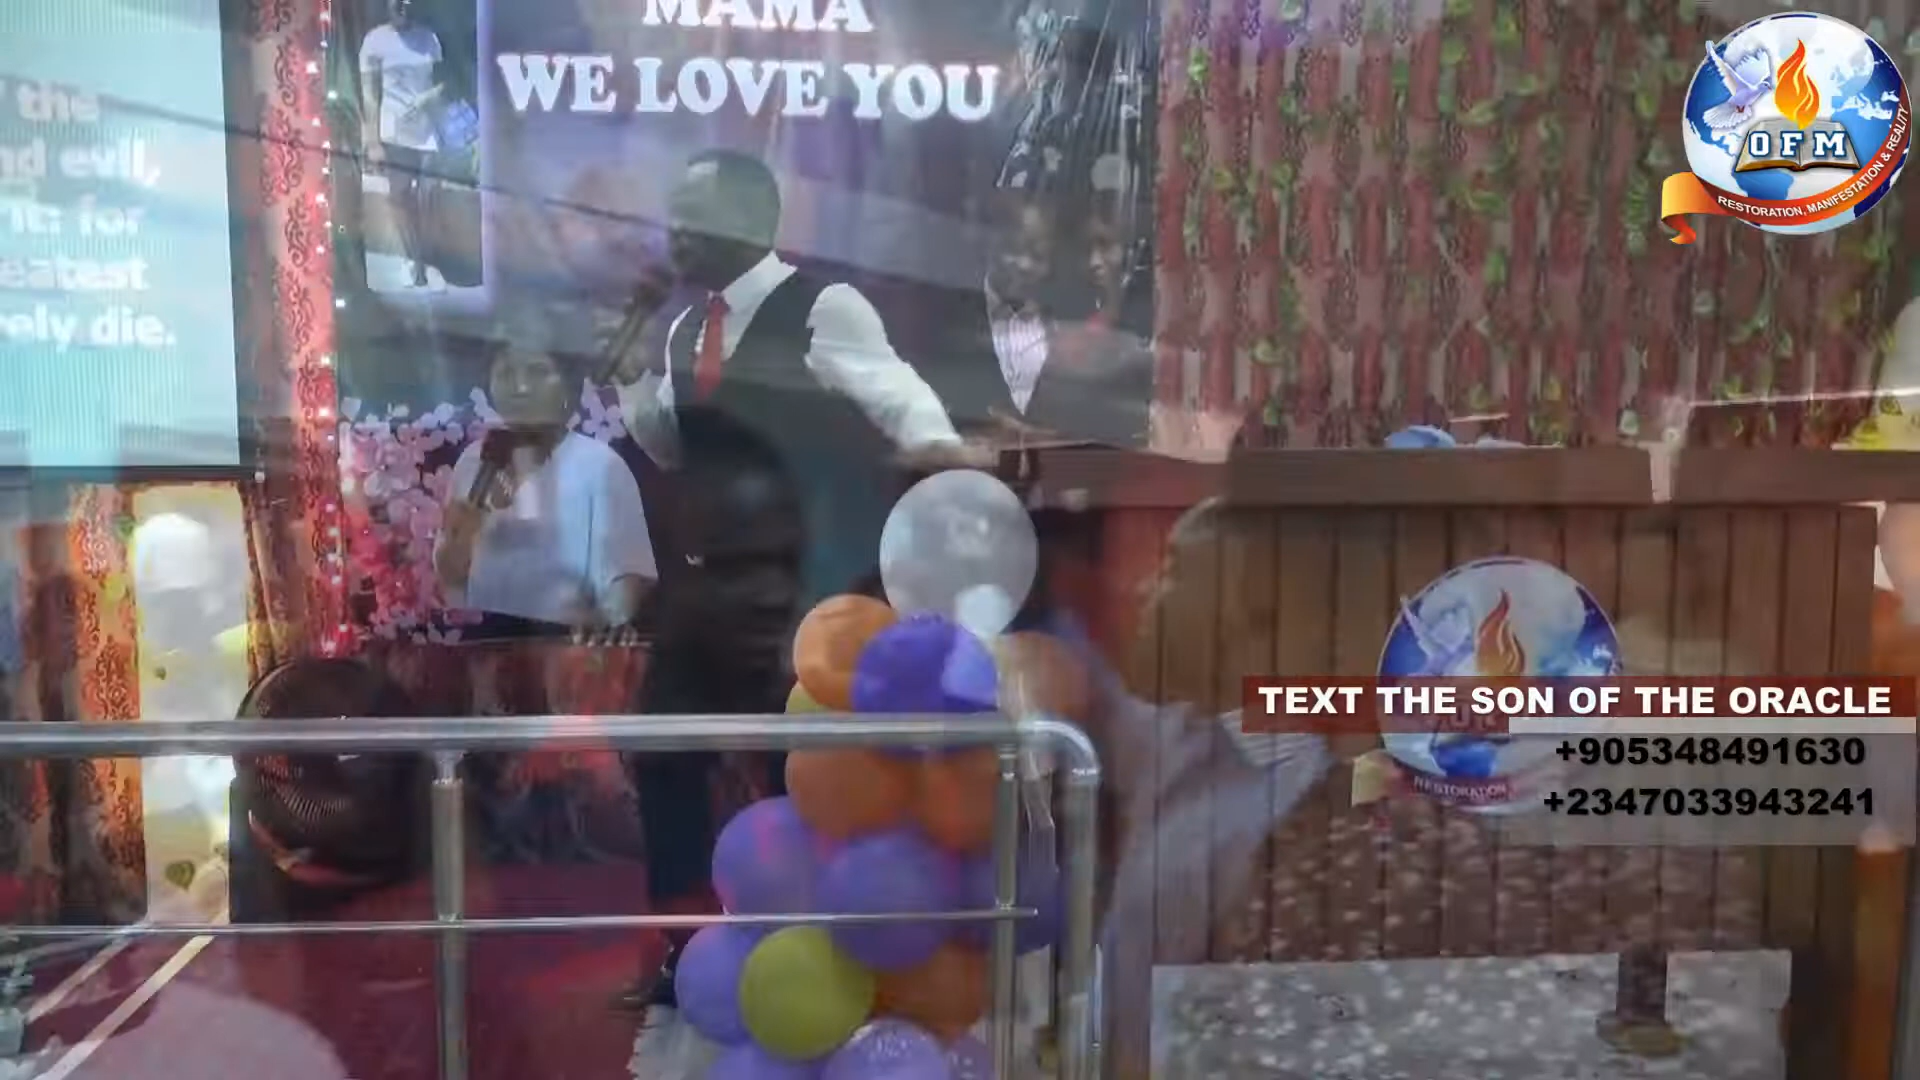 MAMA
WE LOVE YOU
the
nd evil,
it: for
eatest
ely die.
OFM
RESTORATION, MANIFESTATION & REALITY
TEXT THE SON OF THE ORACLE
+905348491630
+2347033943241
RESTORATION